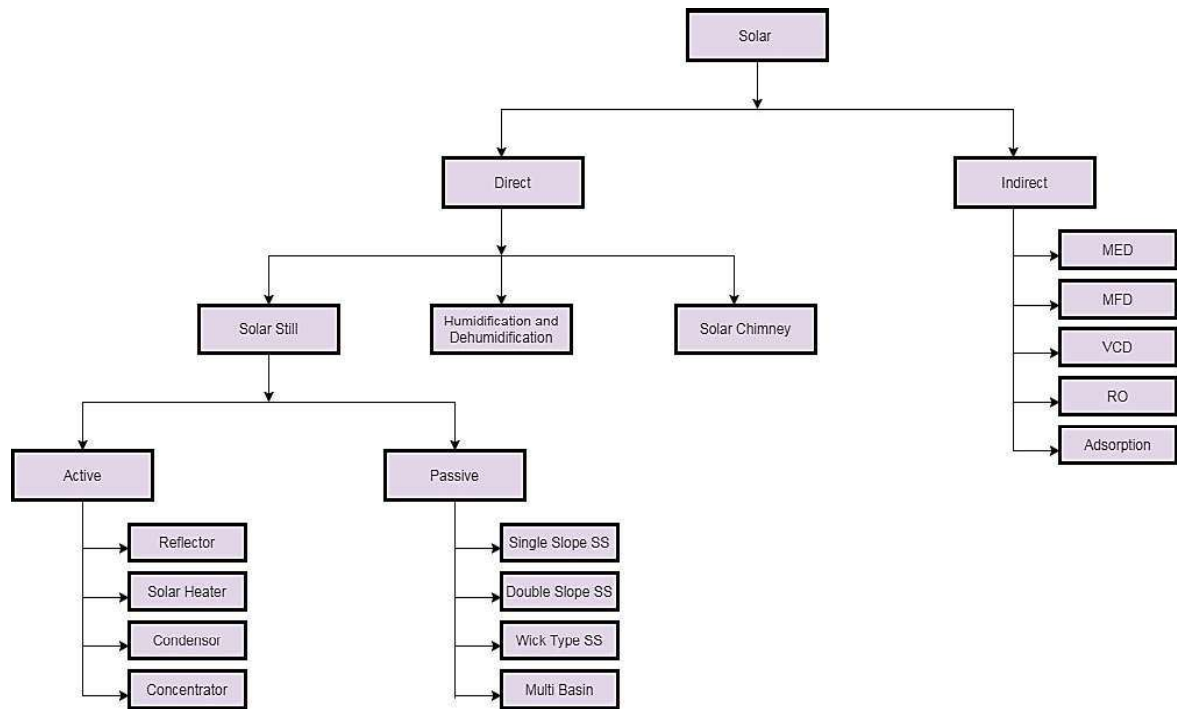 Solar
Direct
Indirect
MED
MFD
VCD
RO
Adsorption
Solar Still
Humidification and
Dehumidification
Solar Chimney
Active
Passive
Reflector
Solar Heater
Condensor
Concentrator
Single Slope SS
Double Slope SS
Wick Type SS
Multi Basin